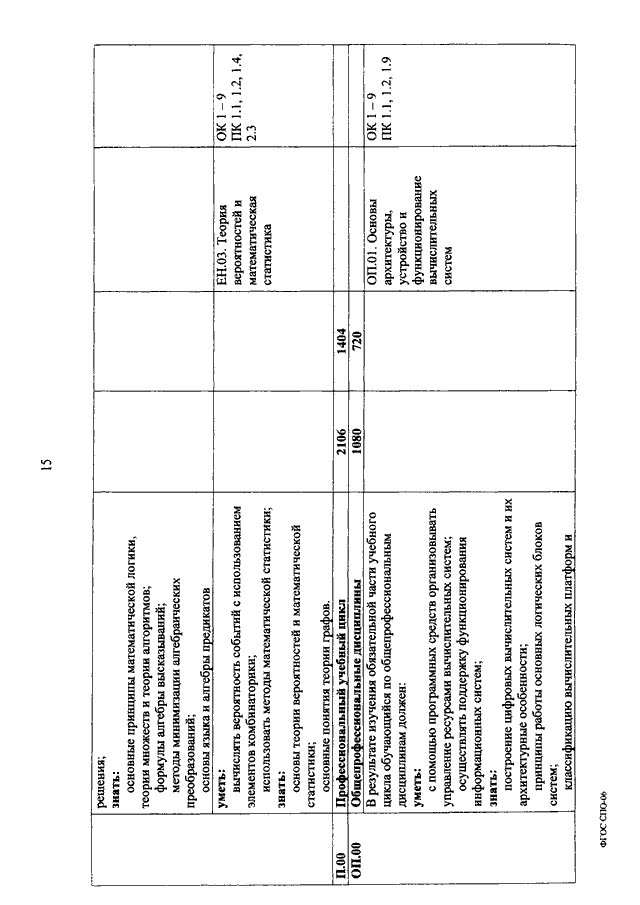 15
решения;
знать:
основные принципы математической логики,
теории множеств и теории алгоритмов;
формулы алгебры высказываний;
методы минимизации алгебраических
преобразований;
основы языка и алгебры предикатов
уметь:
вычислять вероятность событий с использованием
элементов комбинаторики;
использовать методы математической статистики;
знать:
основы теории вероятностей и математической
статистики;
основные понятия теории графов.
ЕН.03. Теория
вероятностей и
математическая
статистика
ОК 1 – 9
ПК 1.1, 1.2, 1.4,
2.3
П.00 Профессиональный учебный цикл 2106 1404
ОП.00 Общепрофессиональные дисциплины 1080 720
В результате изучения обязательной части учебного
цикла обучающийся по общепрофессиональным
дисциплинам должен:
уметь:
с помощью программных средств организовывать
управление ресурсами вычислительных систем;
осуществлять поддержку функционирования
информационных систем;
знать:
построение цифровых вычислительных систем и их
архитектурные особенности;
принципы работы основных логических блоков
систем;
классификацию вычислительных платформ и
ОП.01. Основы
архитектуры,
устройство и
функционирование
вычислительных
систем
ОК 1 – 9
ПК 1.1, 1.2, 1.9
ФГОС СПО-06